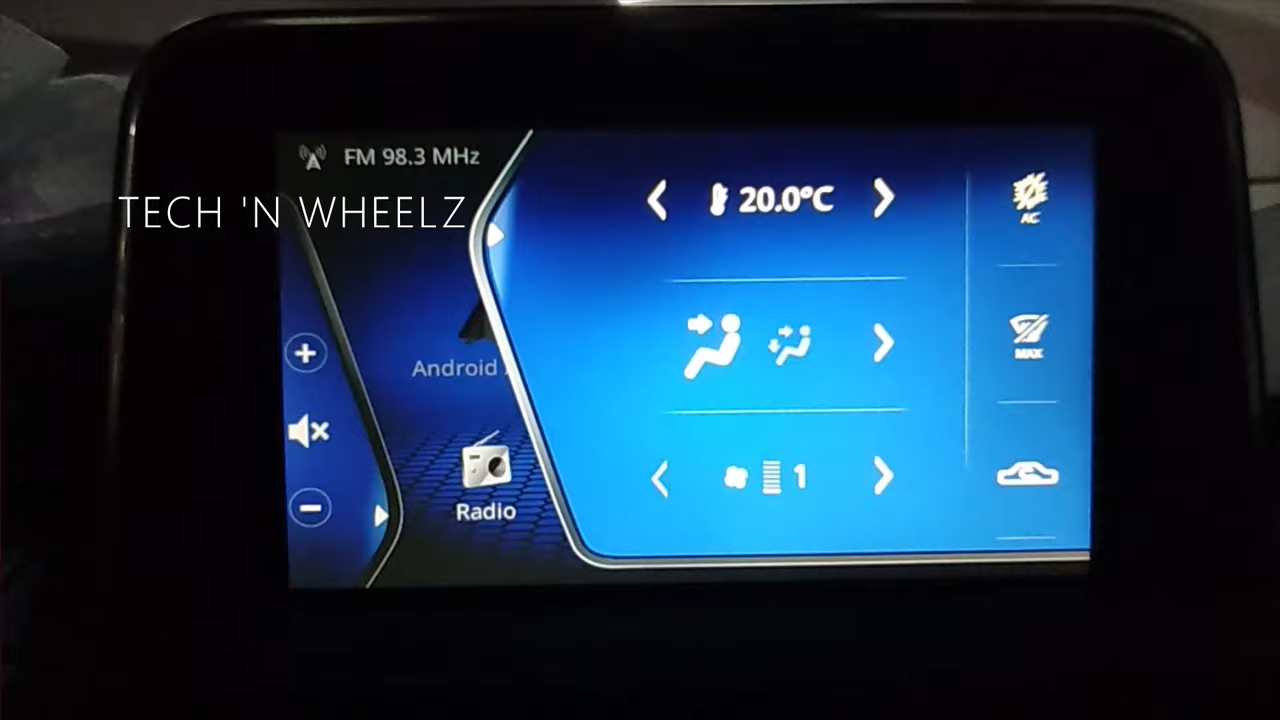 FM 98.3 MHz
TECH 'N WHEELZ
20.0°C
AC
MAX
Android
Radio
1